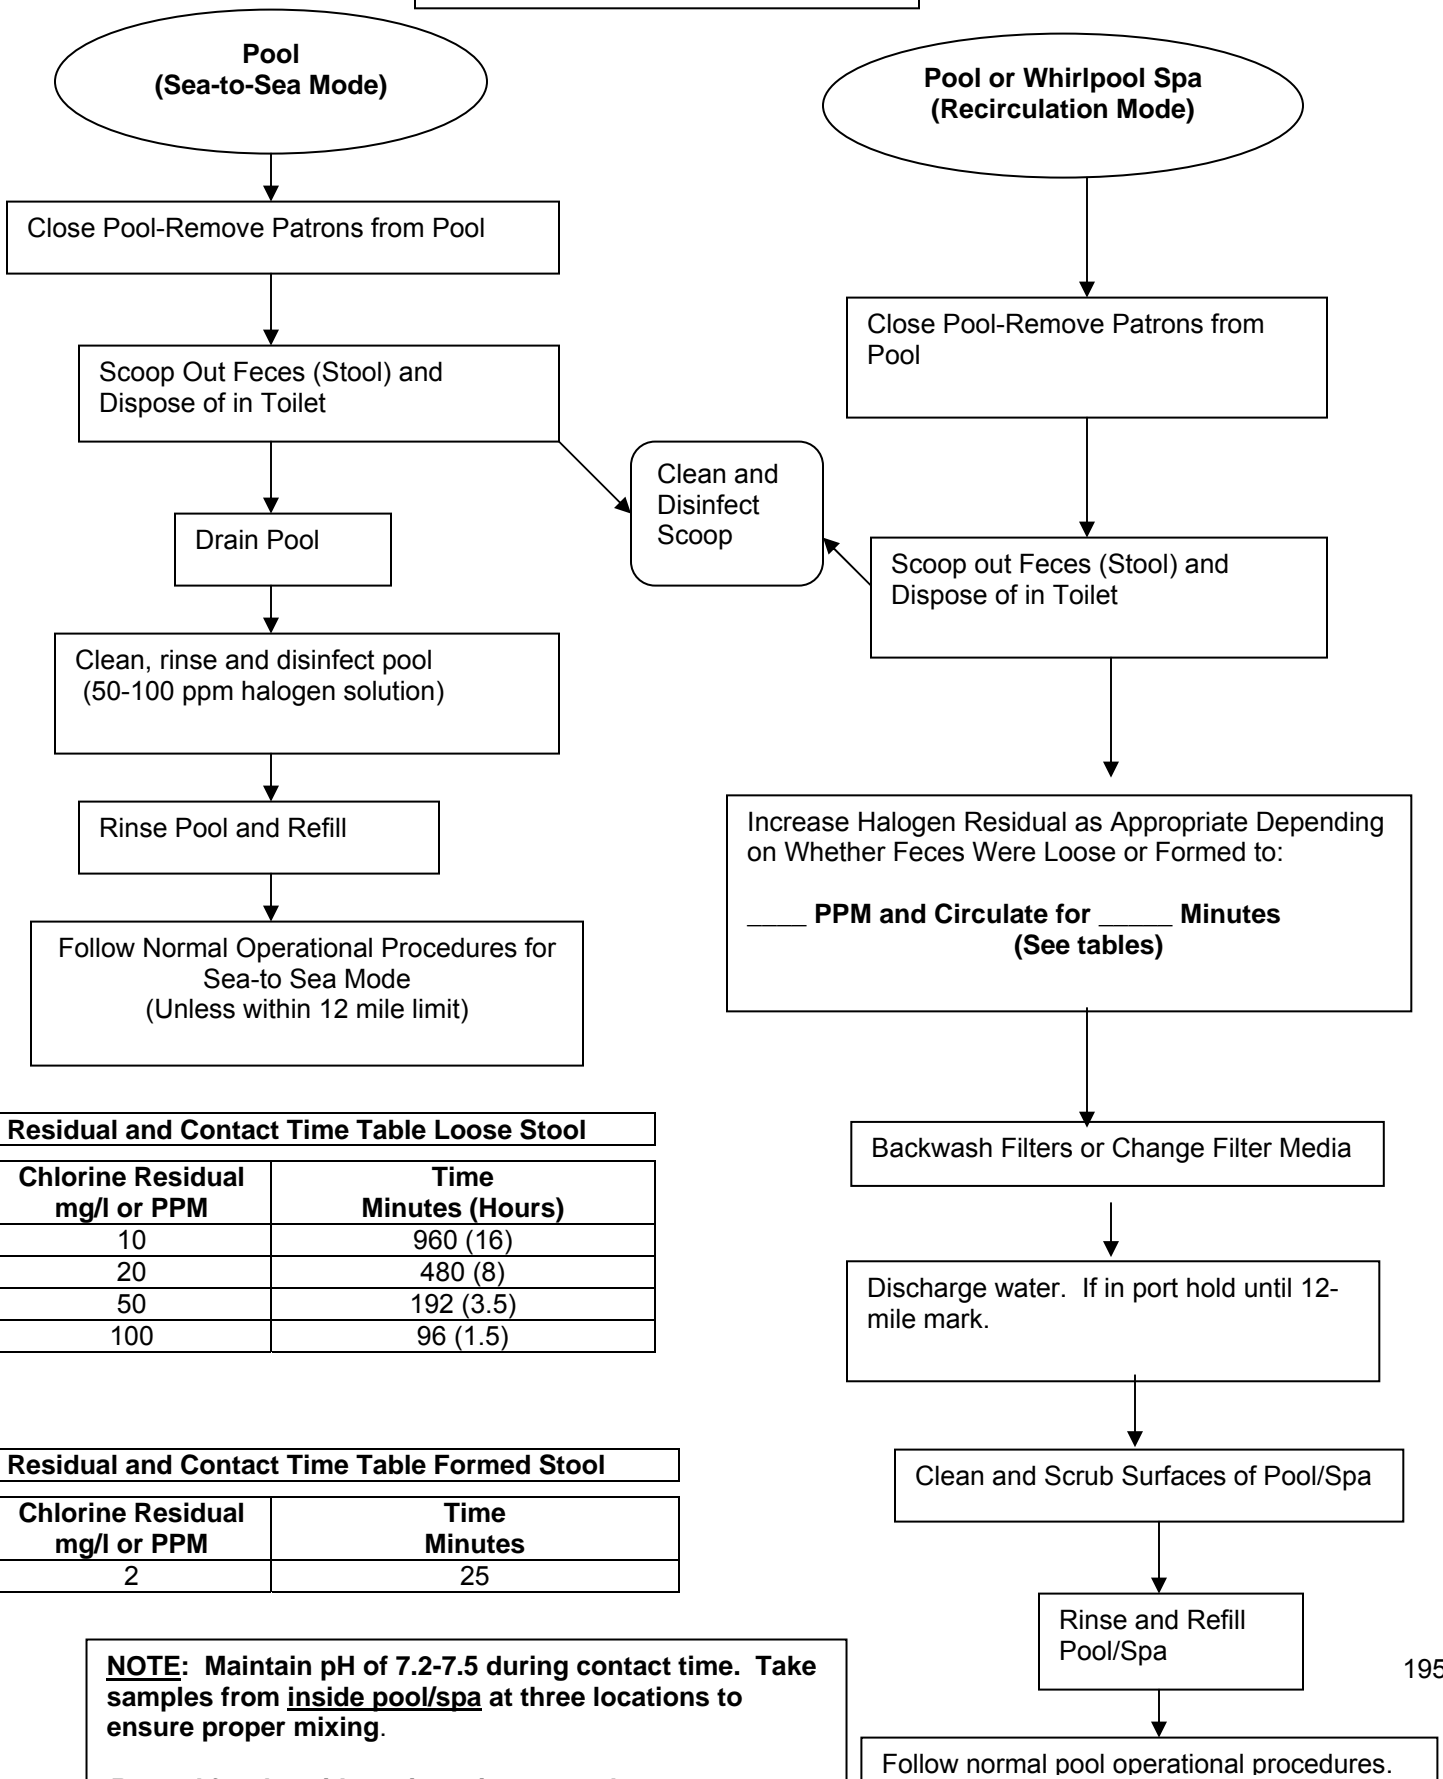 Pool
(Sea-to-Sea Mode)
Close Pool-Remove Patrons from Pool
Scoop Out Feces (Stool) and
Dispose of in Toilet
Clean and
Disinfect
Scoop
Drain Pool
Clean, rinse and disinfect pool
(50-100 ppm halogen solution)
Rinse Pool and Refill
Follow Normal Operational Procedures for
Sea-to Sea Mode
(Unless within 12 mile limit)
Pool or Whirlpool Spa
(Recirculation Mode)
Close Pool-Remove Patrons from
Pool
Scoop out Feces (Stool) and
Dispose of in Toilet
Increase Halogen Residual as Appropriate Depending
on Whether Feces Were Loose or Formed to:
____ PPM and Circulate for _____ Minutes
(See tables)
Backwash Filters or Change Filter Media
Discharge water.  If in port hold until 12-
mile mark.
Clean and Scrub Surfaces of Pool/Spa
Rinse and Refill
Pool/Spa
Follow normal pool operational procedures.
Residual and Contact Time Table Loose Stool
Chlorine Residual mg/l or PPM | Time Minutes (Hours)
10 | 960 (16)
20 | 480 (8)
50 | 192 (3.5)
100 | 96 (1.5)
Residual and Contact Time Table Formed Stool
Chlorine Residual mg/l or PPM | Time Minutes
2 | 25
NOTE:  Maintain pH of 7.2-7.5 during contact time.  Take
samples from inside pool/spa at three locations to
ensure proper mixing.
195